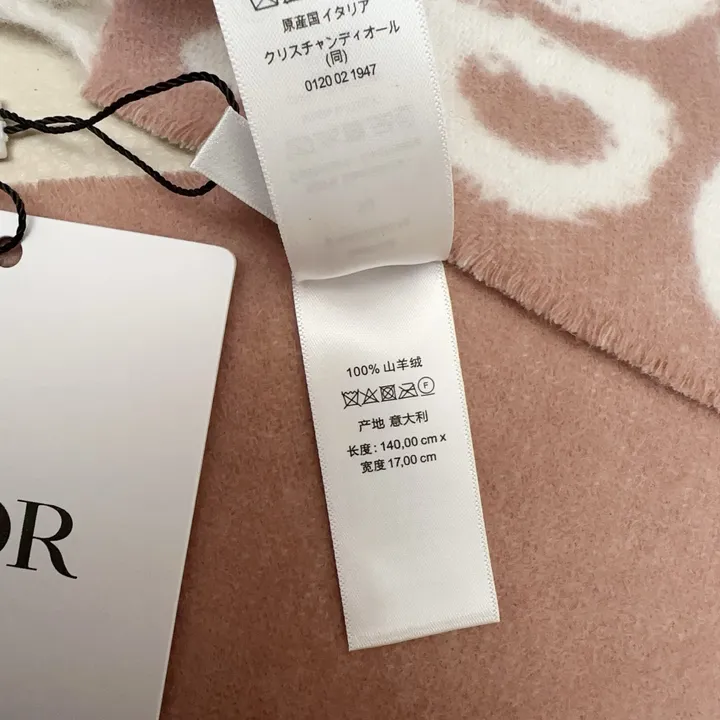 原産国イタリア
クリスチャンディオール
(同)
0120 02 1947
100% 山羊绒
F
产地 意大利
长度: 140,00 cm x
宽度 17,00 cm
OR